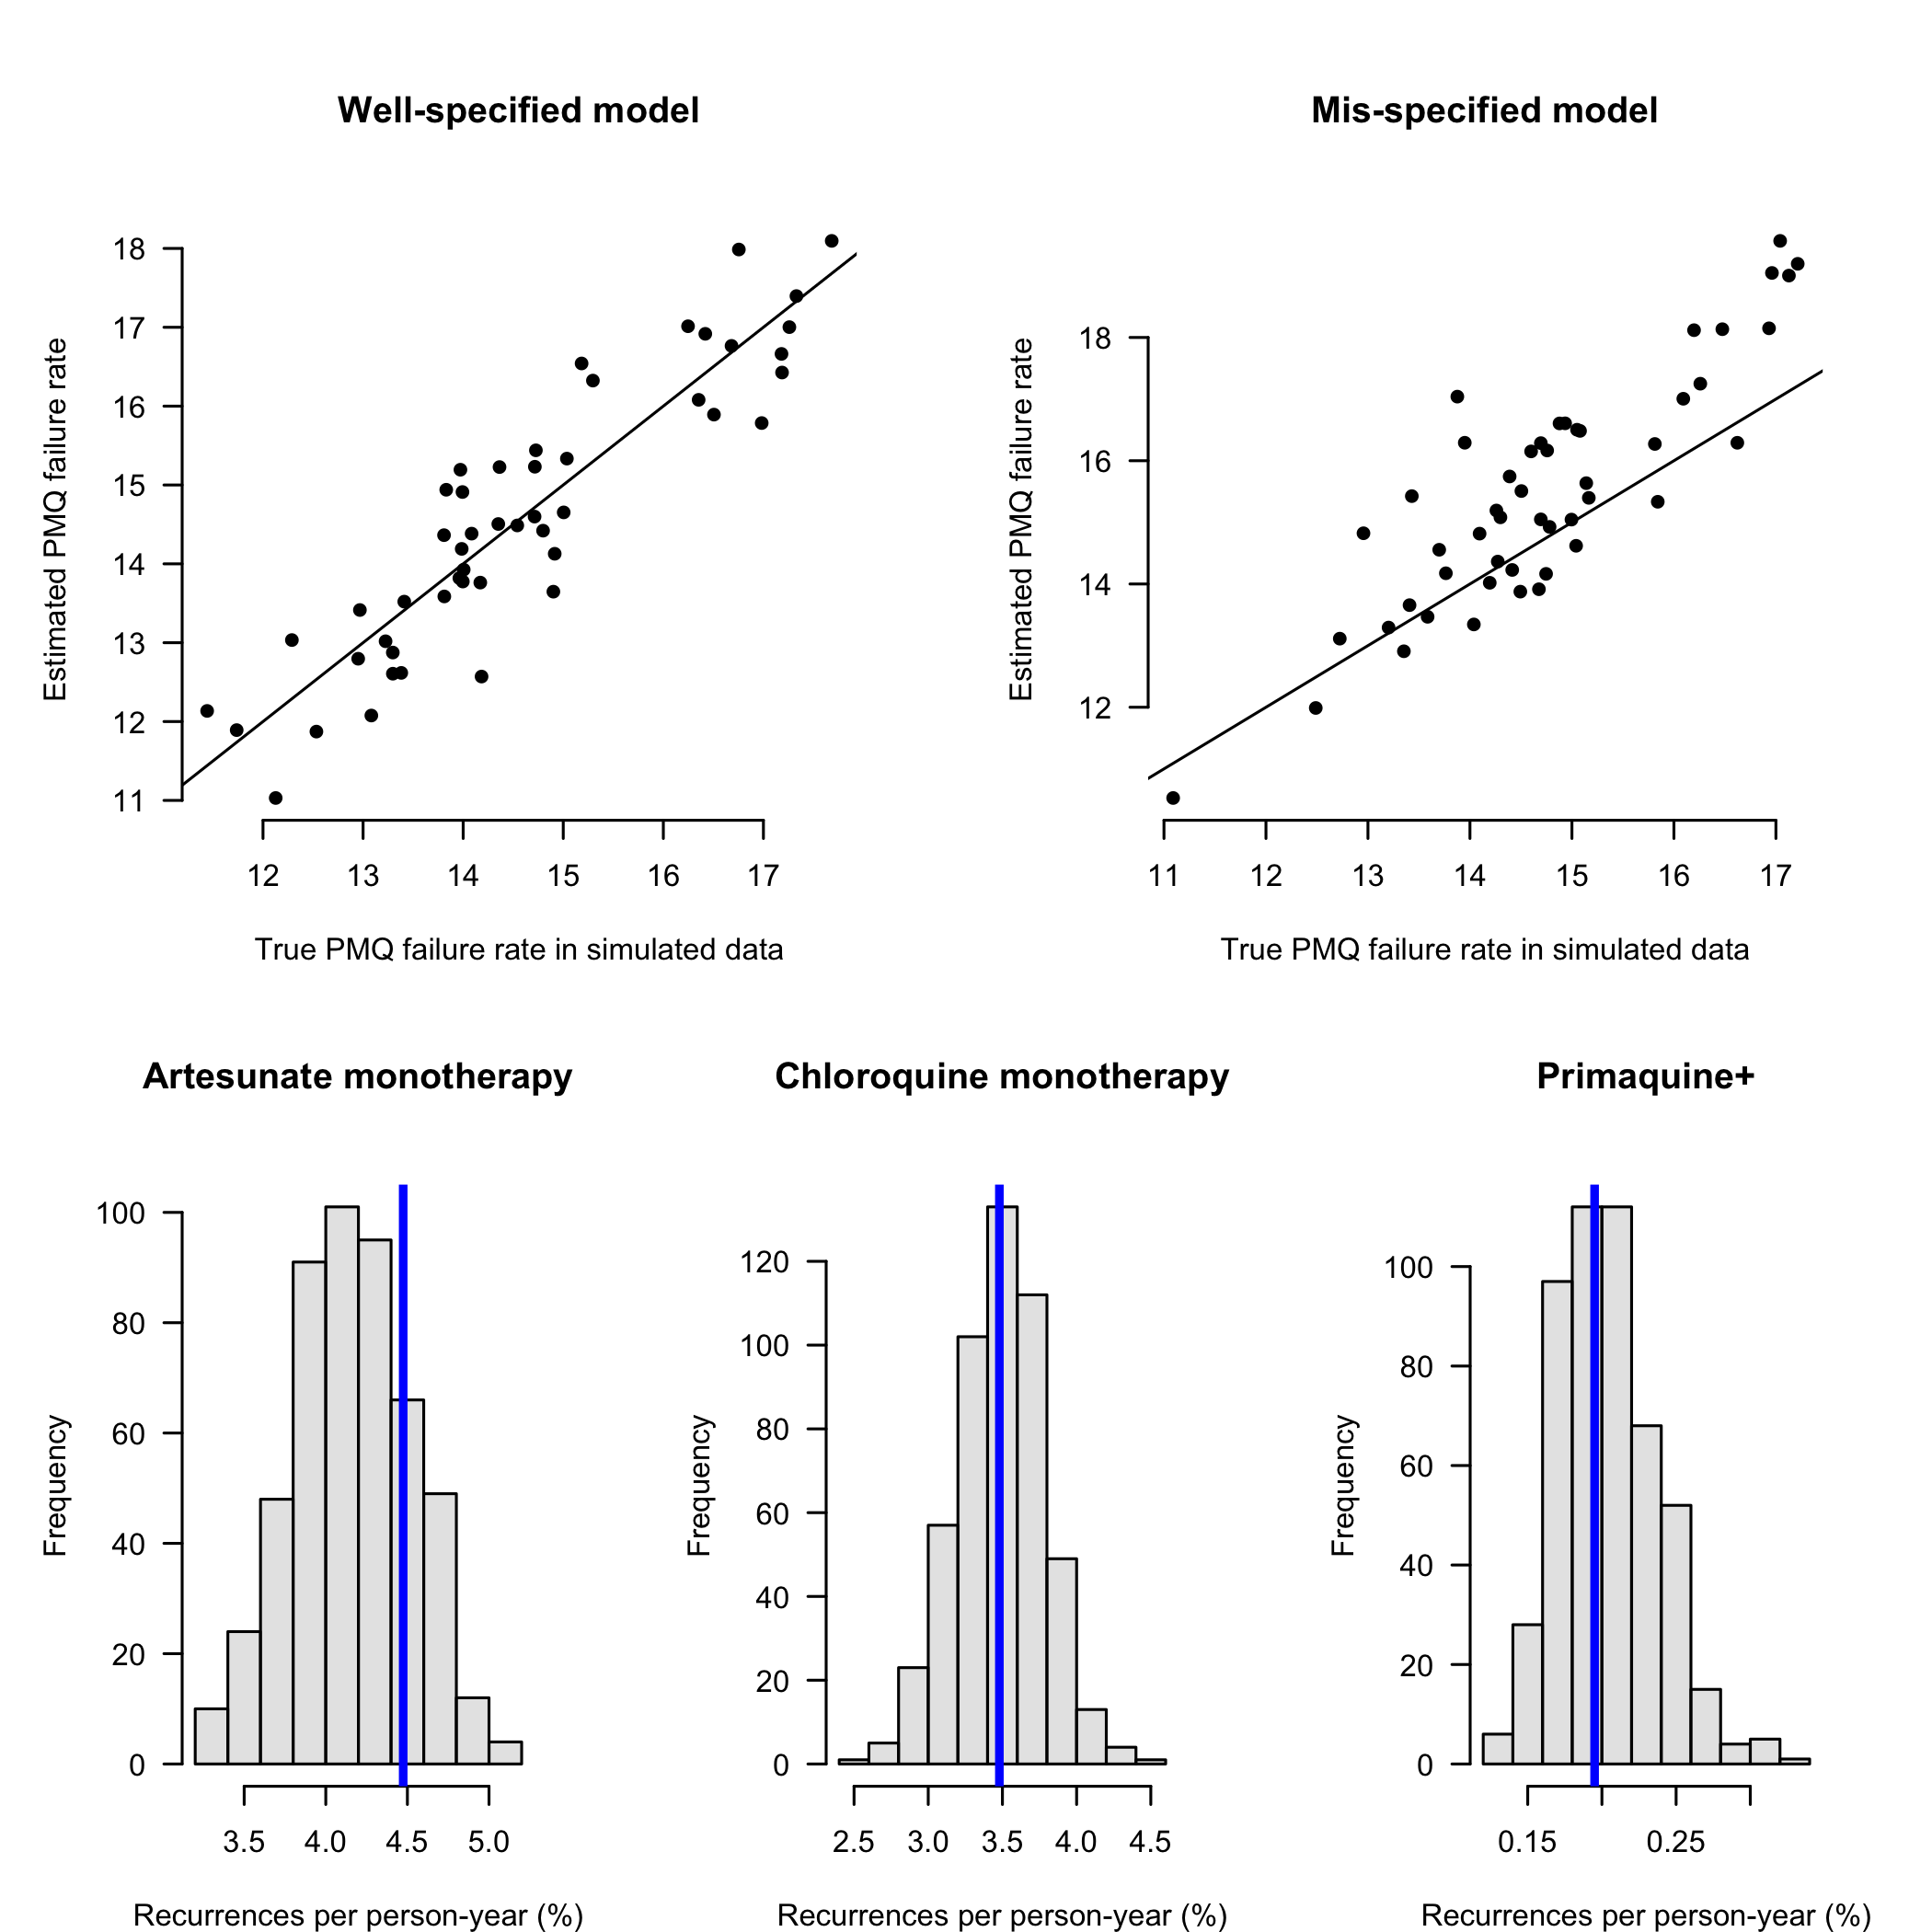 Well-specified model
Mis-specified model
Estimated PMQ failure rate
18
17
16
15
14
13
12
11
12 13 14 15 16 17
True PMQ failure rate in simulated data
Estimated PMQ failure rate
18
16
14
12
11 12 13 14 15 16 17
True PMQ failure rate in simulated data
Artesunate monotherapy
Chloroquine monotherapy
Primaquine+
Frequency
100
80
60
40
20
0
3.5 4.0 4.5 5.0
Recurrences per person-year (%)
Frequency
120
100
80
60
40
20
0
2.5 3.0 3.5 4.0 4.5
Recurrences per person-year (%)
Frequency
100
80
60
40
20
0
0.15 0.25
Recurrences per person-year (%)